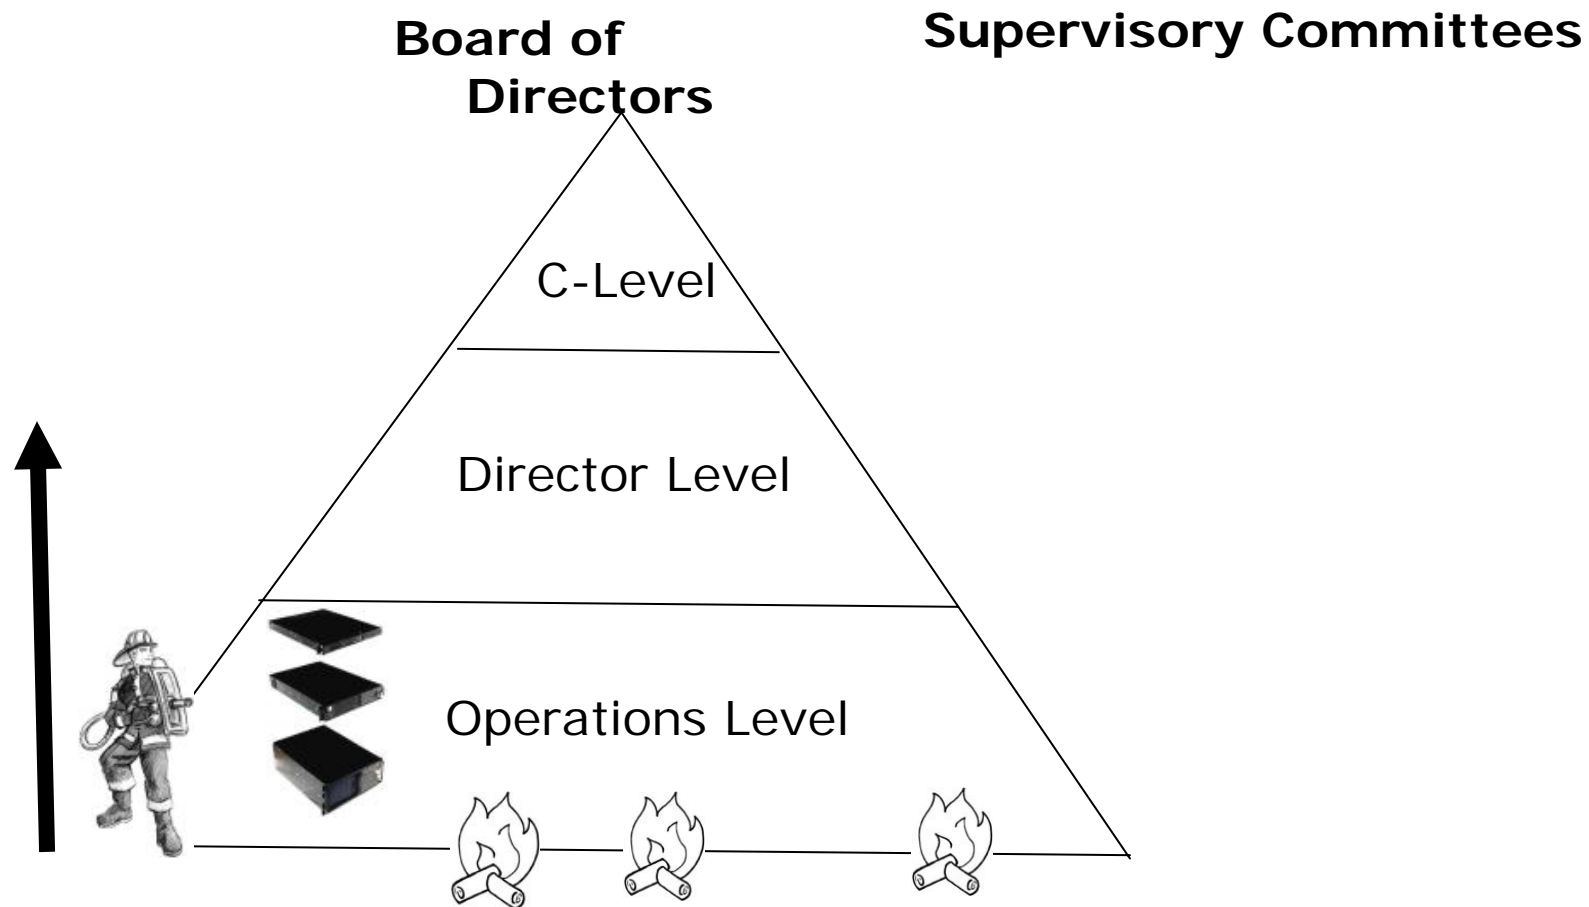 Board of
Directors
Supervisory Committees
C-Level
Director Level
Operations Level